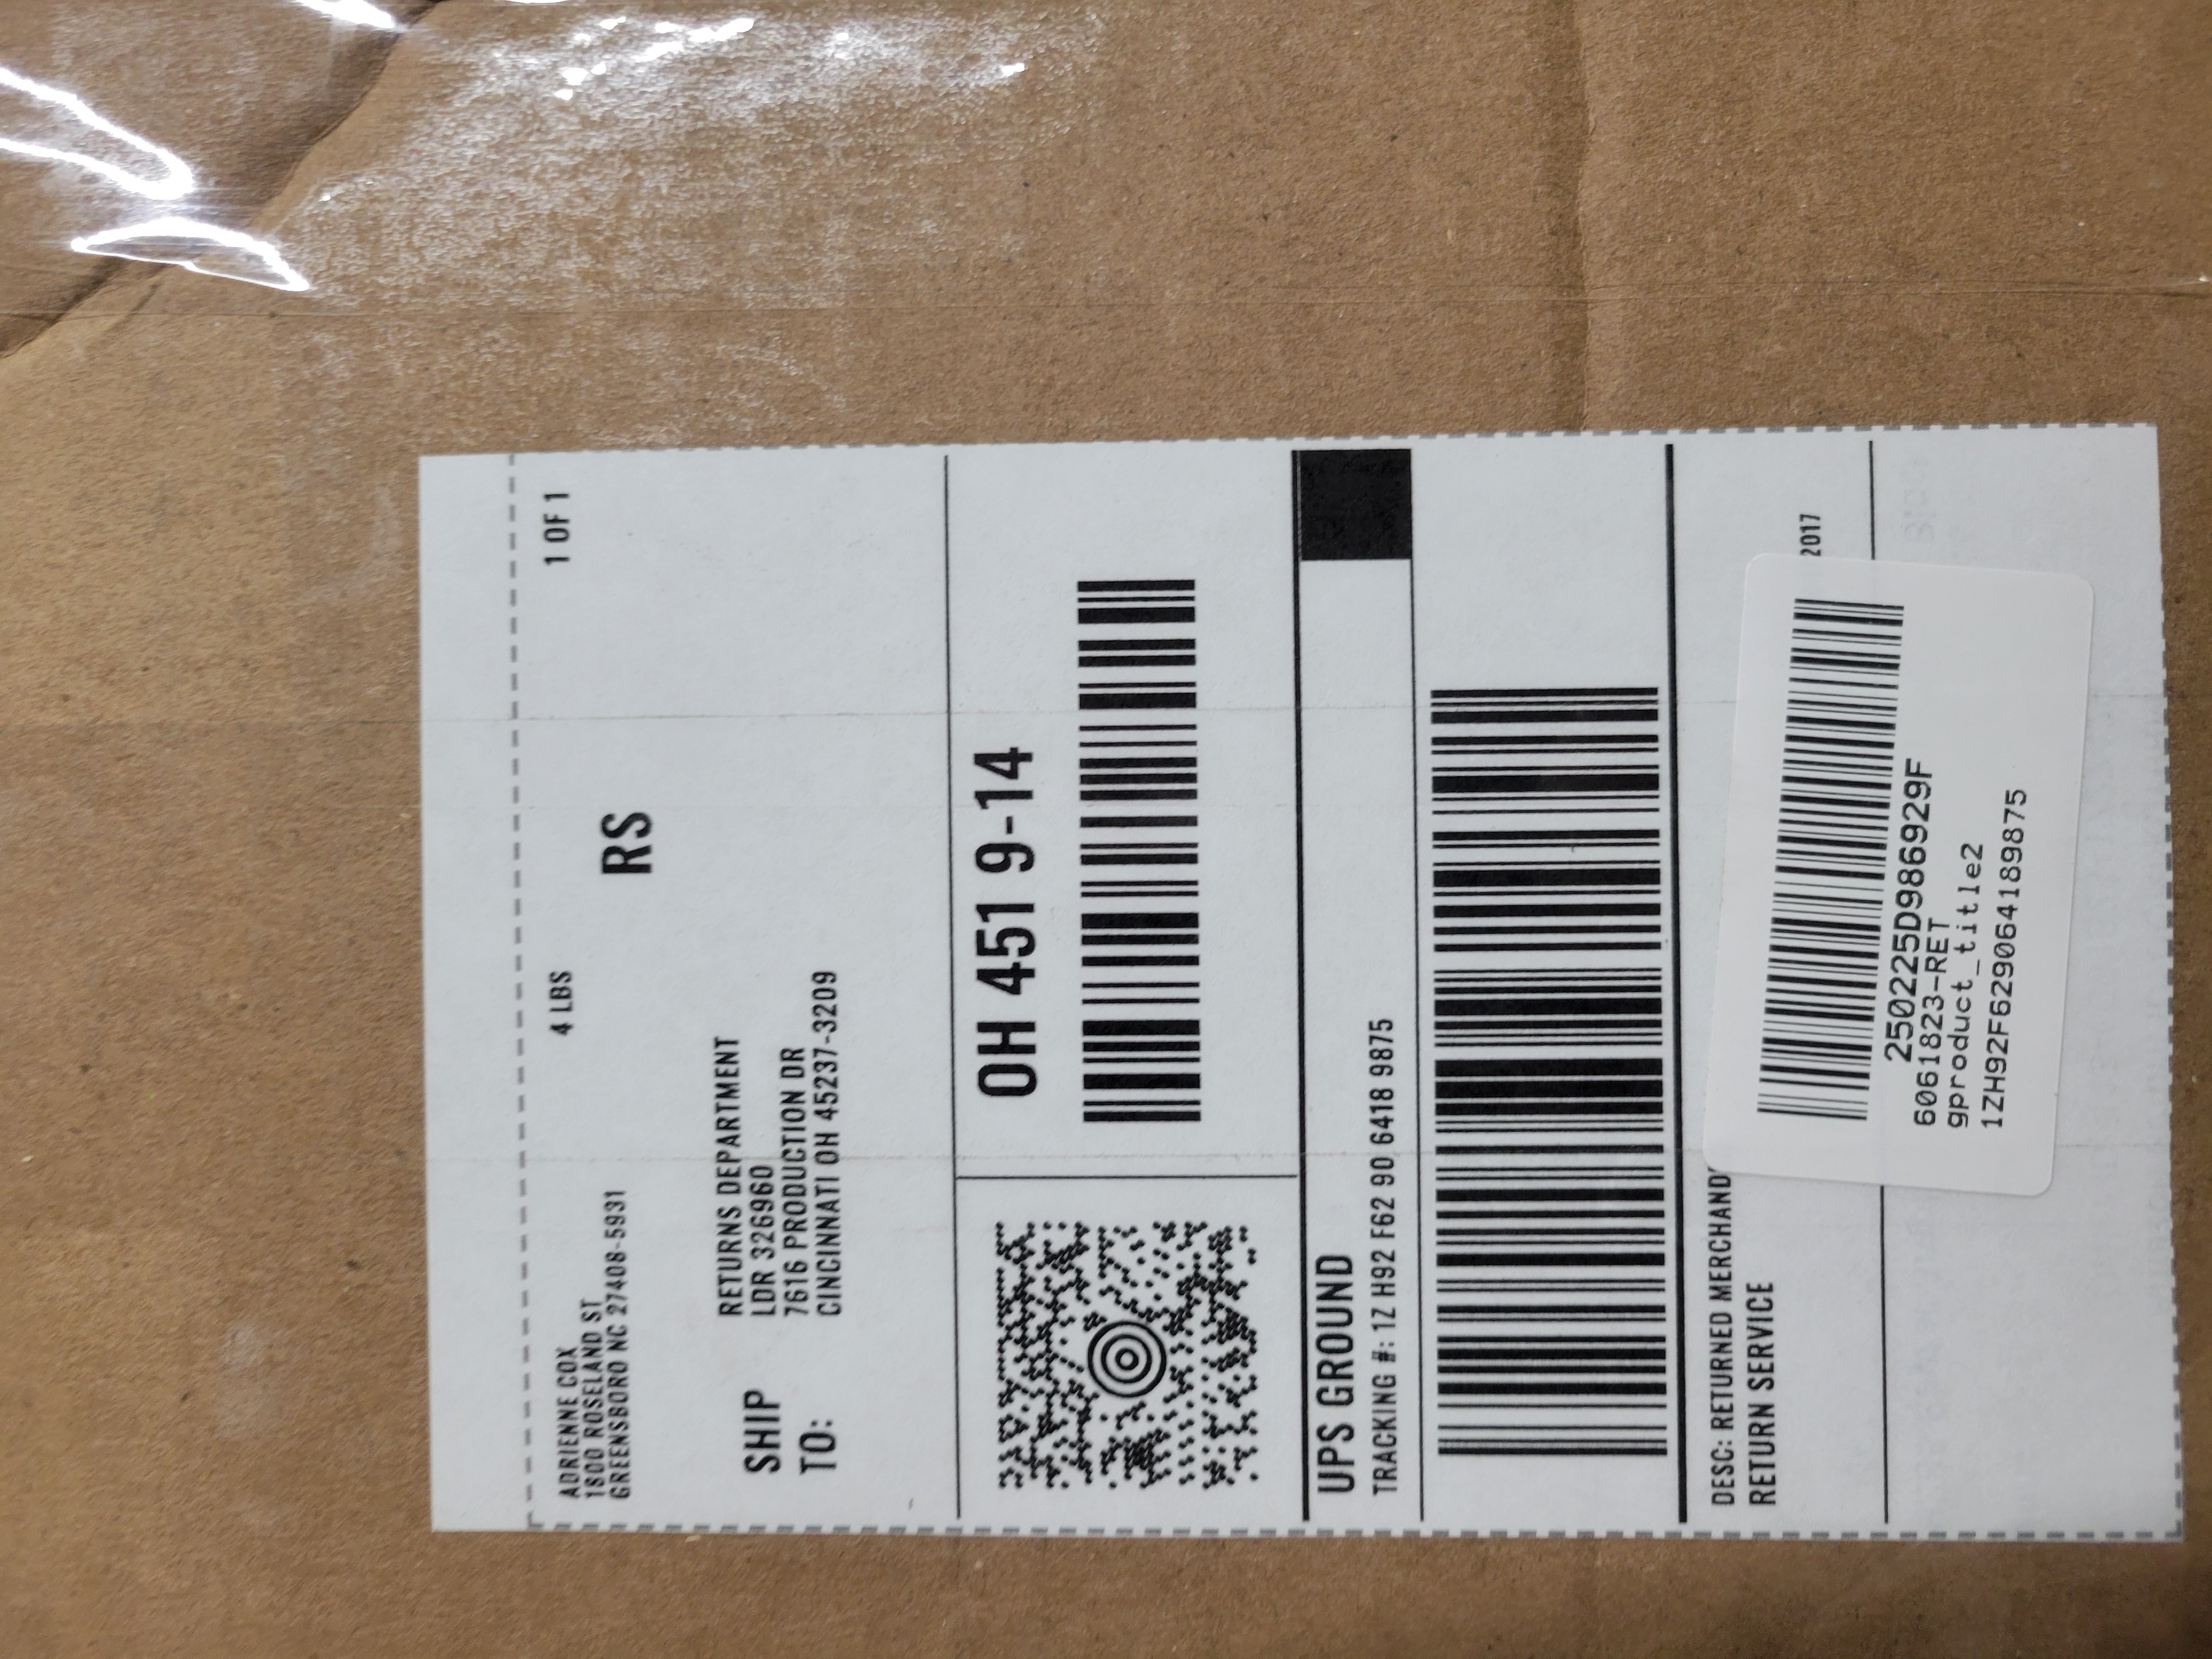 ADRIENNE COX
1800 ROSELAND ST
GREENSBORO NC 27408-5931
4 LBS
1 OF 1
RS
SHIP
TO:
RETURNS DEPARTMENT
LDR 326960
7616 PRODUCTION DR
CINCINNATI OH 45237-3209
OH 451 9-14
UPS GROUND
TRACKING #: 1Z H92 F62 90 6418 9875
DESC: RETURNED MERCHAND
RETURN SERVICE
2017
250225D986929F
6061823-RET
gproduct_title2
1ZH92F629064189875